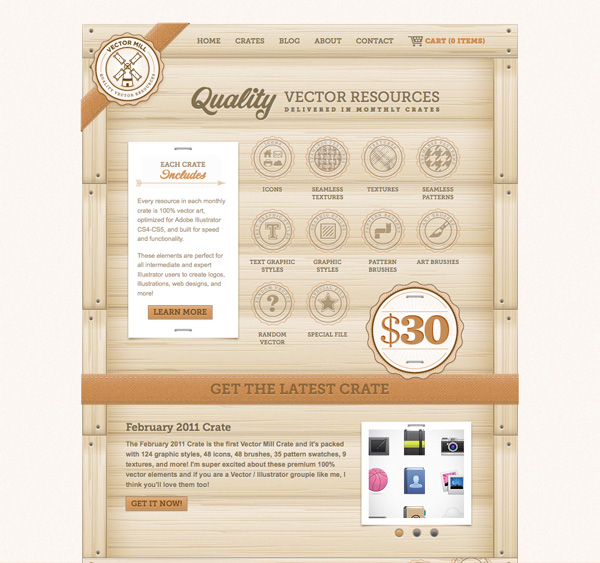 VECTOR MILL
QUALITY VECTOR RESOURCES
HOME CRATES BLOG ABOUT CONTACT CART (0 ITEMS)
Quality VECTOR RESOURCES
DELIVERED IN MONTHLY CRATES
EACH CRATE
Includes
Every resource in each monthly
crate is 100% vector art,
optimized for Adobe Illustrator
CS4-CS5, and built for speed
and functionality.
These elements are perfect for
all intermediate and expert
Illustrator users to create logos,
illustrations, web designs, and
more!
LEARN MORE
ICONS
SEAMLESS
TEXTURES
TEXTURES
SEAMLESS
PATTERNS
TEXT GRAPHIC
STYLES
GRAPHIC
STYLES
PATTERN
BRUSHES
ART BRUSHES
RANDOM
VECTOR
SPECIAL FILE
$30
GET THE LATEST CRATE
February 2011 Crate
The February 2011 Crate is the first Vector Mill Crate and it's packed
with 124 graphic styles, 48 icons, 48 brushes, 35 pattern swatches, 9
textures, and more! I'm super excited about these premium 100%
vector elements and if you are a Vector / Illustrator groupie like me, I
think you'll love them too!
GET IT NOW!